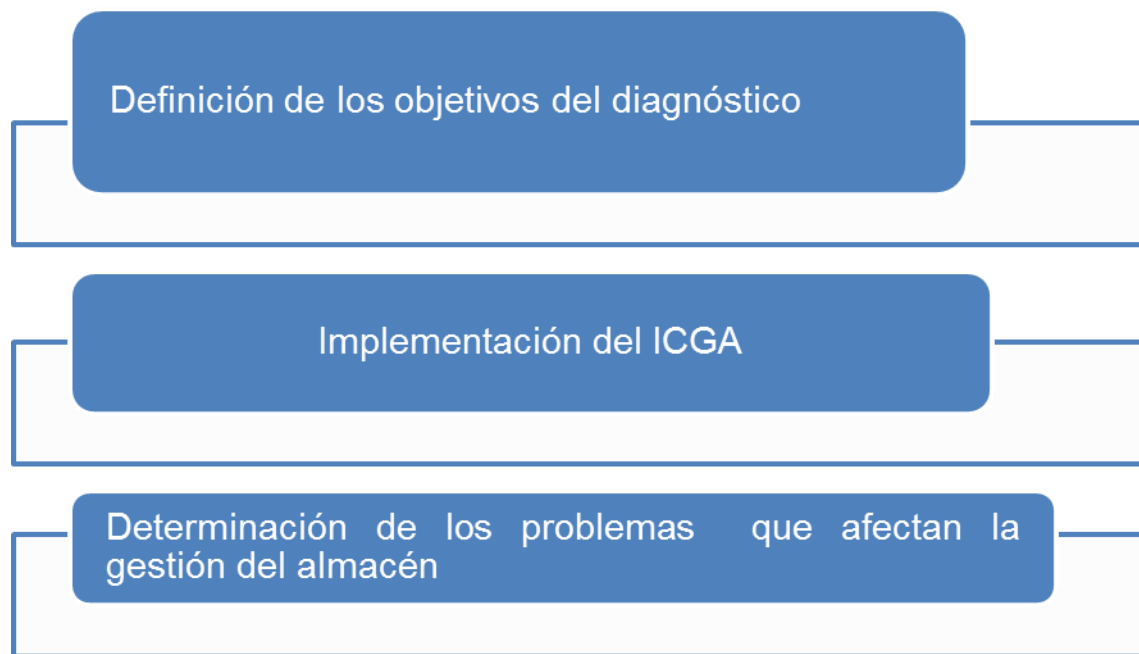 Definición de los objetivos del diagnóstico
Implementación del ICGA
Determinación de los problemas que afectan la
gestión del almacén